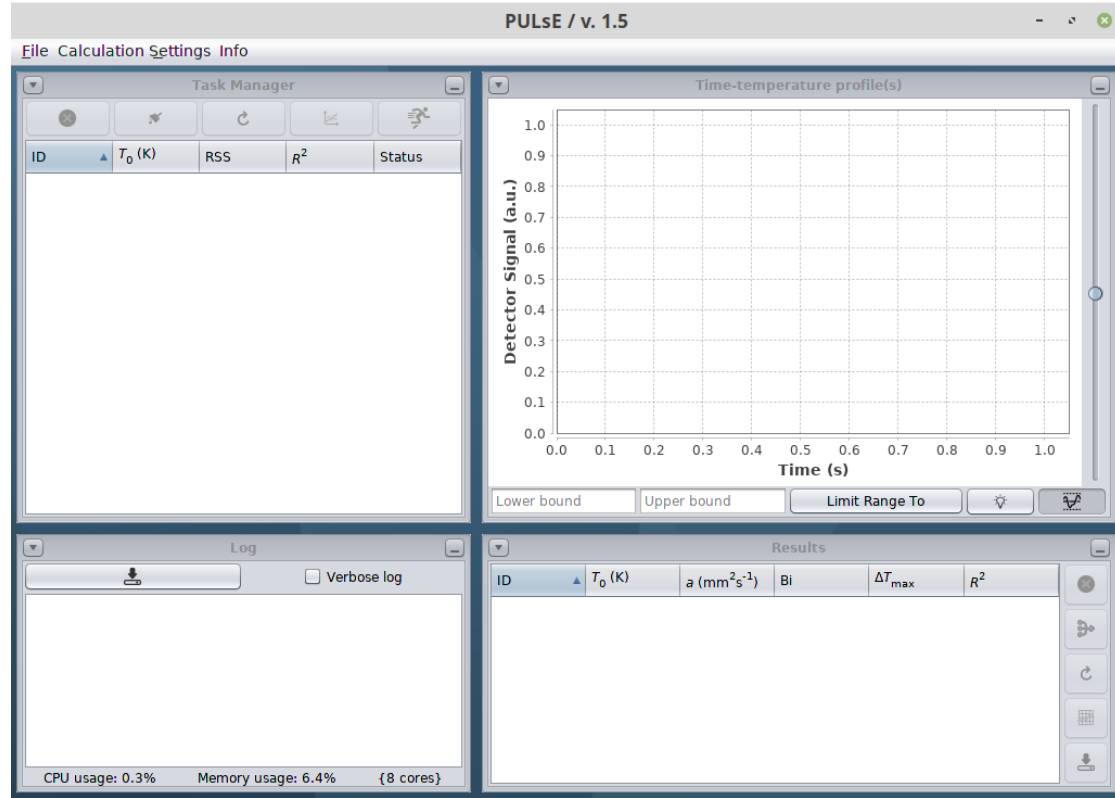 PULsE / v. 1.5
File Calculation Settings Info
Task Manager
ID T0 (K) RSS R² Status
Time-temperature profile(s)
Detector Signal (a.u.)
1.0
0.9
0.8
0.7
0.6
0.5
0.4
0.3
0.2
0.1
0.0
0.0 0.1 0.2 0.3 0.4 0.5 0.6 0.7 0.8 0.9 1.0
Time (s)
Lower bound Upper bound Limit Range To
Log
Verbose log
CPU usage: 0.3% Memory usage: 6.4% {8 cores}
Results
ID T0 (K) a (mm²s⁻¹) Bi ΔTmax R²